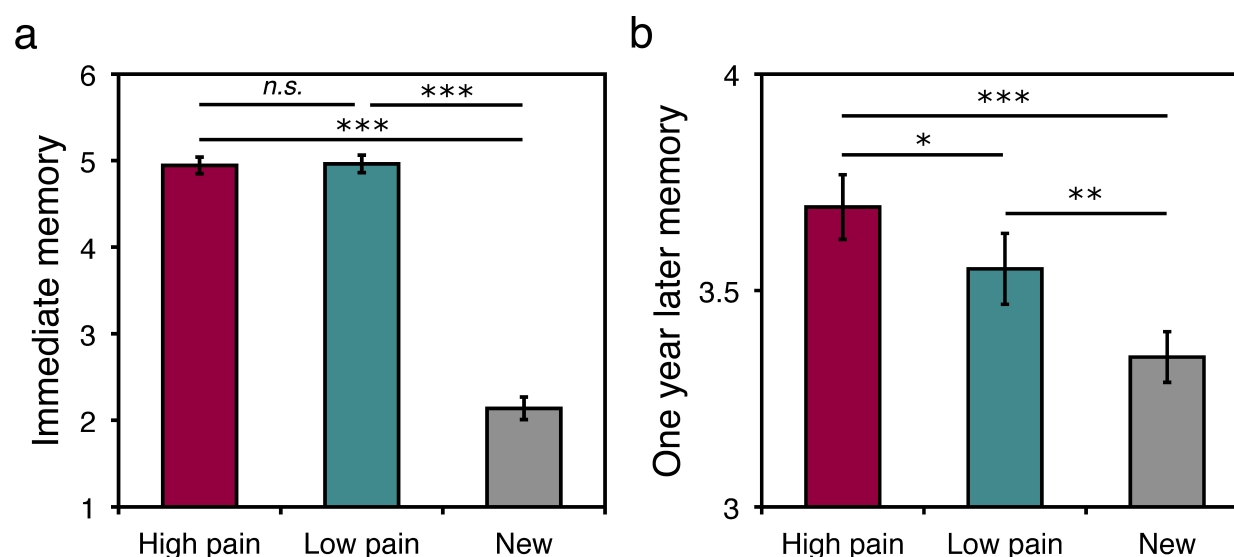 a
Immediate memory
6
5
4
3
2
1
n.s.
***
***
High pain
Low pain
New
b
One year later memory
4
3.5
3
***
*
**
High pain
Low pain
New